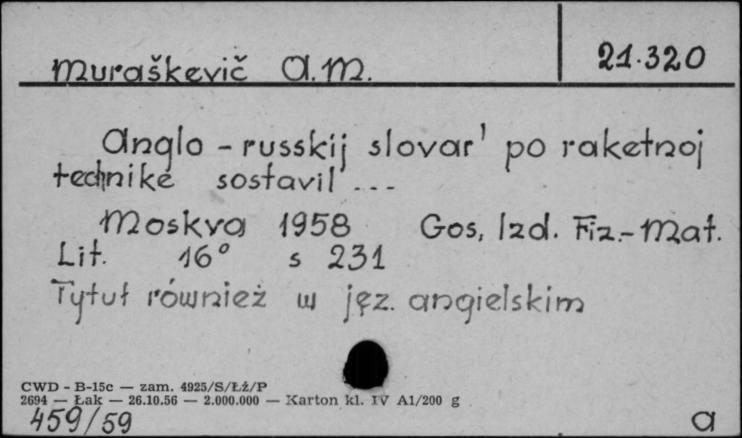 Muraškevič A.M. 21.320
Anglo - russkij slovar' po raketnoj
technike sostavil ...
Moskva 1958 Gos. Izd. Fiz.-Mat.
Lit. 16° s 231
Tytuł również w jęz. angielskim
CWD - B-15c — zam. 4925/S/Łż/P
2694 — Łak — 26.10.56 — 2.000.000 — Karton kl. IV A1/200 g
459/59 a